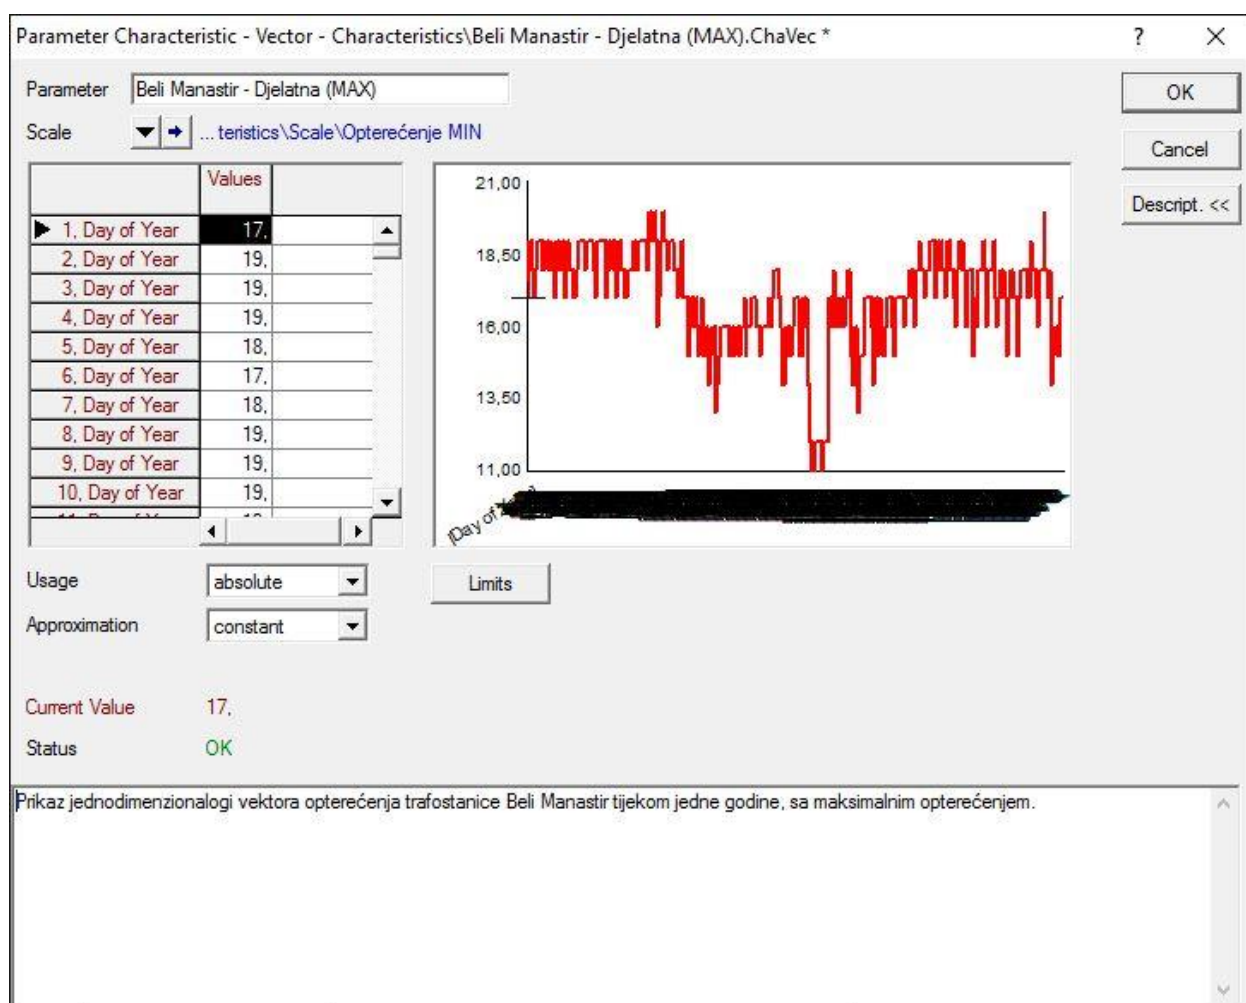 Parameter Characteristic - Vector - Characteristics\Beli Manastir - Djelatna (MAX).ChaVec * ? ×
Parameter Beli Manastir - Djelatna (MAX) OK
Scale ... teristics\Scale\Opterećenje MIN
Cancel
Descript. <<
Values
1, Day of Year 17,
2, Day of Year 19,
3, Day of Year 19,
4, Day of Year 19,
5, Day of Year 18,
6, Day of Year 17,
7, Day of Year 18,
8, Day of Year 19,
9, Day of Year 19,
10, Day of Year 19,
21,00
18,50
16,00
13,50
11,00
[Day of
Usage absolute
Limits
Approximation constant
Current Value 17,
Status OK
Prikaz jednodimenzionalogi vektora opterećenja trafostanice Beli Manastir tijekom jedne godine, sa maksimalnim opterećenjem.